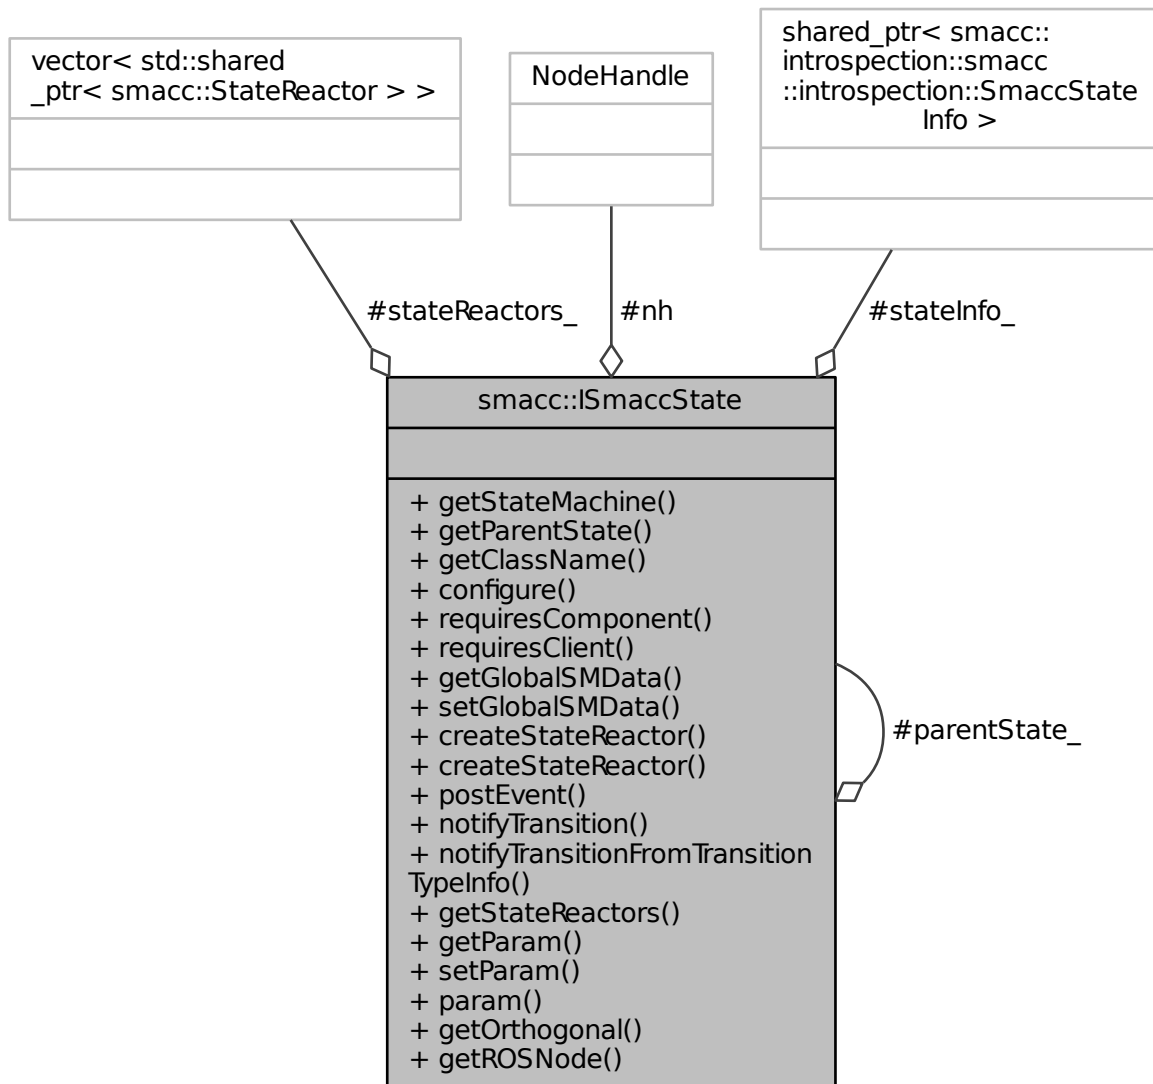 vector< std::shared
_ptr< smacc::StateReactor > >
NodeHandle
shared_ptr< smacc::
introspection::smacc
::introspection::SmaccState
Info >
#stateReactors_
#nh
#stateInfo_
smacc::ISmaccState
+ getStateMachine()
+ getParentState()
+ getClassName()
+ configure()
+ requiresComponent()
+ requiresClient()
+ getGlobalSMData()
+ setGlobalSMData()
+ createStateReactor()
+ createStateReactor()
+ postEvent()
+ notifyTransition()
+ notifyTransitionFromTransition
TypeInfo()
+ getStateReactors()
+ getParam()
+ setParam()
+ param()
+ getOrthogonal()
+ getROSNode()
#parentState_